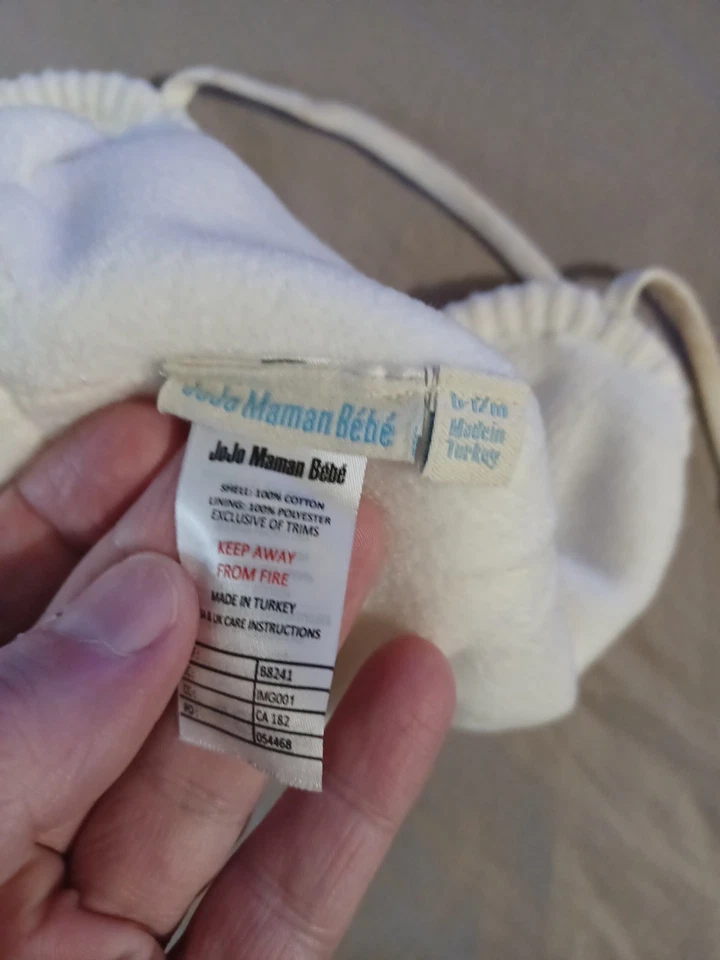 JoJo Maman Bébé
6-12m
Made in
Turkey
JoJo Maman Bébé
SHELL: 100% COTTON
LINING: 100% POLYESTER
EXCLUSIVE OF TRIMS
KEEP AWAY
FROM FIRE
MADE IN TURKEY
& UK CARE INSTRUCTIONS
B8241
IMG001
PO: CA 182
054468